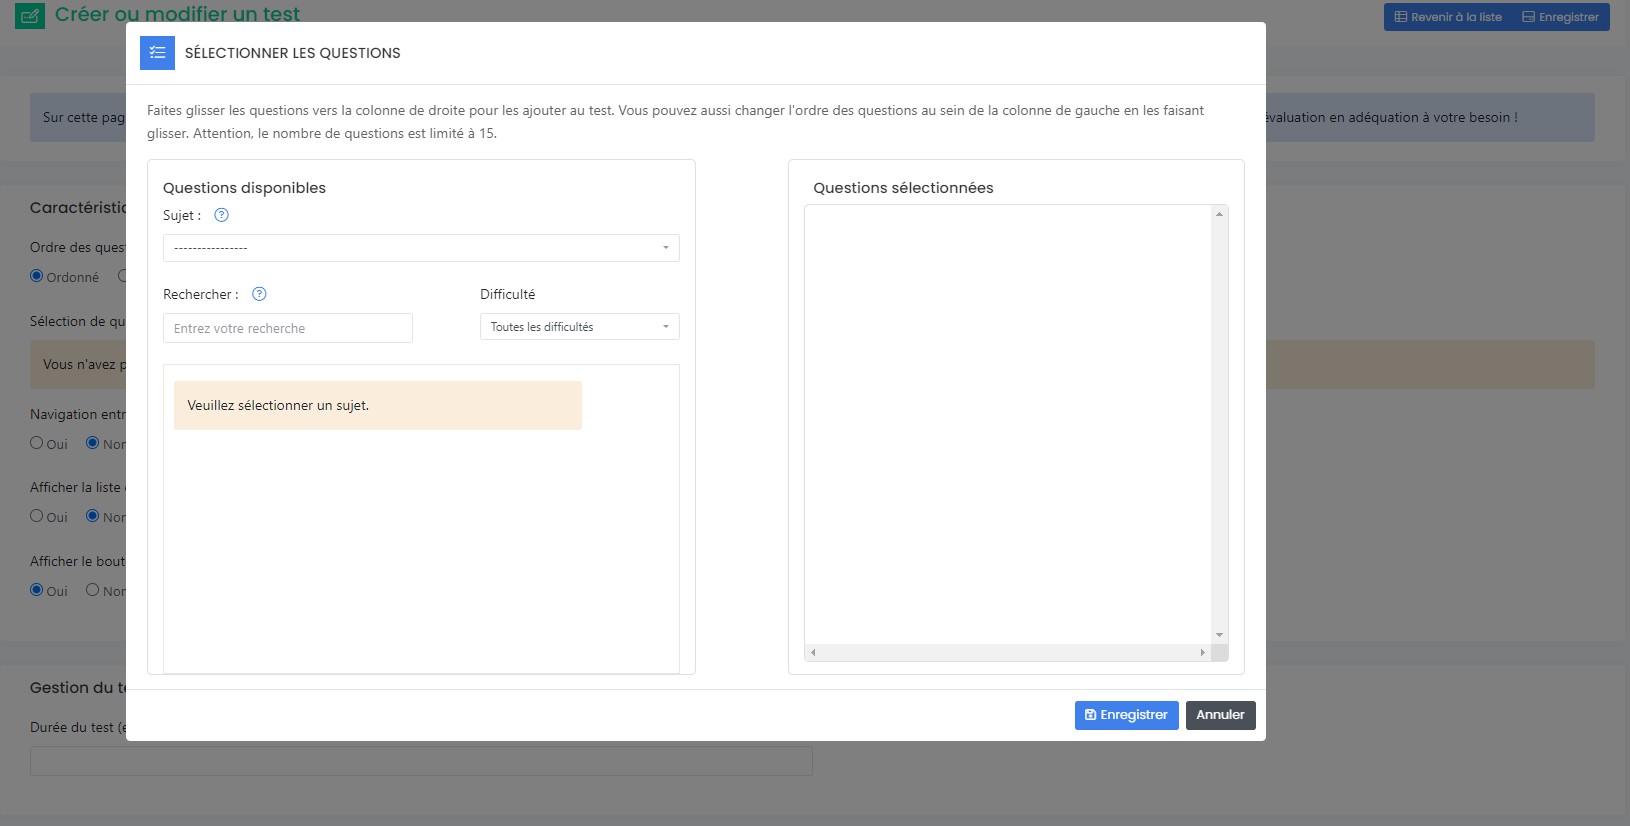 Créer ou modifier un test
Revenir à la liste
Enregistrer
SÉLECTIONNER LES QUESTIONS
Faites glisser les questions vers la colonne de droite pour les ajouter au test. Vous pouvez aussi changer l'ordre des questions au sein de la colonne de gauche en les faisant
glisser. Attention, le nombre de questions est limité à 15.
Sur cette pag
évaluation en adéquation à votre besoin !
Questions disponibles
Sujet :
----------------
Rechercher :
Difficulté
Entrez votre recherche
Toutes les difficultés
Veuillez sélectionner un sujet.
Questions sélectionnées
Enregistrer
Annuler
Caractéristic
Ordre des ques
Ordonné
Sélection de qu
Vous n'avez p
Navigation entr
Oui
Non
Afficher la liste
Oui
Non
Afficher le bout
Oui
Non
Gestion du te
Durée du test (e